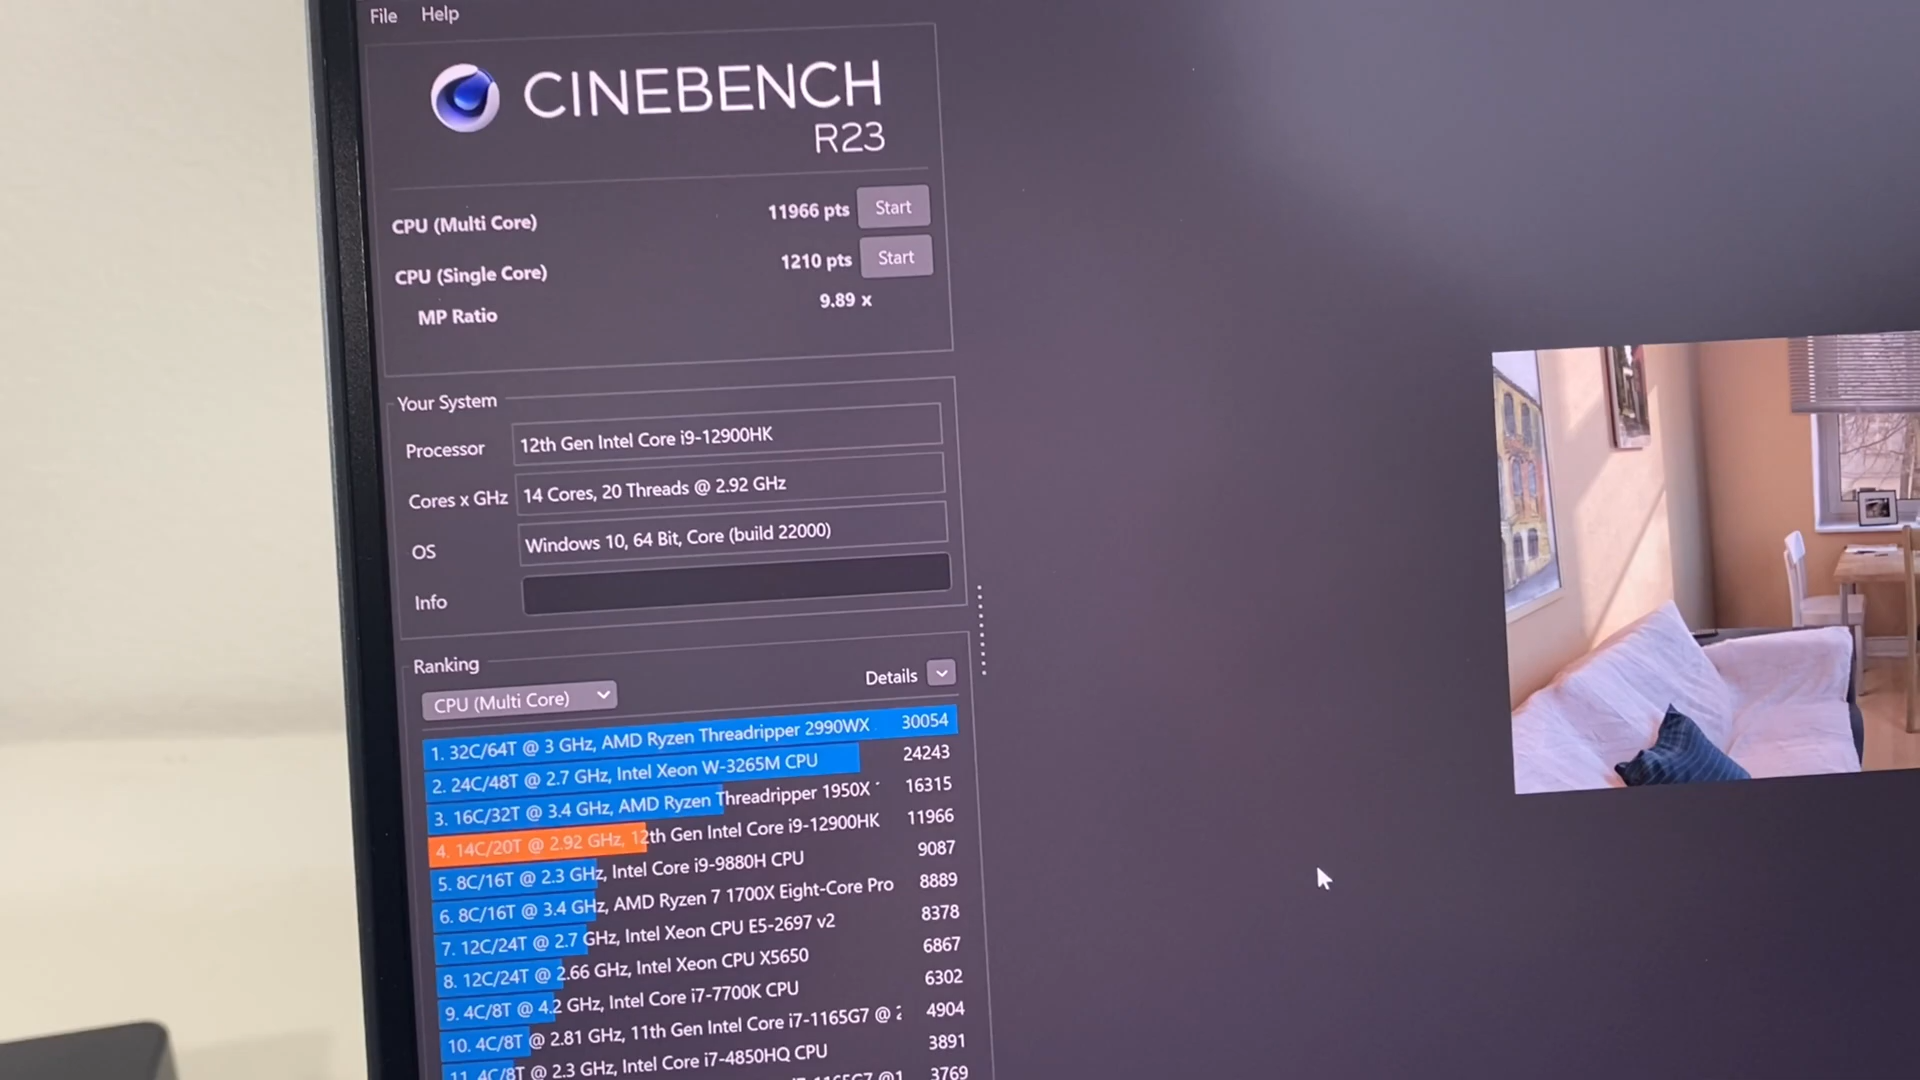 File Help
CINEBENCH
R23
CPU (Multi Core) 11966 pts Start
CPU (Single Core) 1210 pts Start
MP Ratio 9.89 x
Your System
Processor 12th Gen Intel Core i9-12900HK
Cores x GHz 14 Cores, 20 Threads @ 2.92 GHz
OS Windows 10, 64 Bit, Core (build 22000)
Info
Ranking
CPU (Multi Core) Details
1. 32C/64T @ 3 GHz, AMD Ryzen Threadripper 2990WX 30054
2. 24C/48T @ 2.7 GHz, Intel Xeon W-3265M CPU 24243
3. 16C/32T @ 3.4 GHz, AMD Ryzen Threadripper 1950X 16315
4. 14C/20T @ 2.92 GHz, 12th Gen Intel Core i9-12900HK 11966
5. 8C/16T @ 2.3 GHz, Intel Core i9-9880H CPU 9087
6. 8C/16T @ 3.4 GHz, AMD Ryzen 7 1700X Eight-Core Pro 8889
7. 12C/24T @ 2.7 GHz, Intel Xeon CPU E5-2697 v2 8378
8. 12C/24T @ 2.66 GHz, Intel Xeon CPU X5650 6867
9. 4C/8T @ 4.2 GHz, Intel Core i7-7700K CPU 6302
10. 4C/8T @ 2.81 GHz, 11th Gen Intel Core i7-1165G7 @ 4904
11. 4C/8T @ 2.3 GHz, Intel Core i7-4850HQ CPU 3891
3769